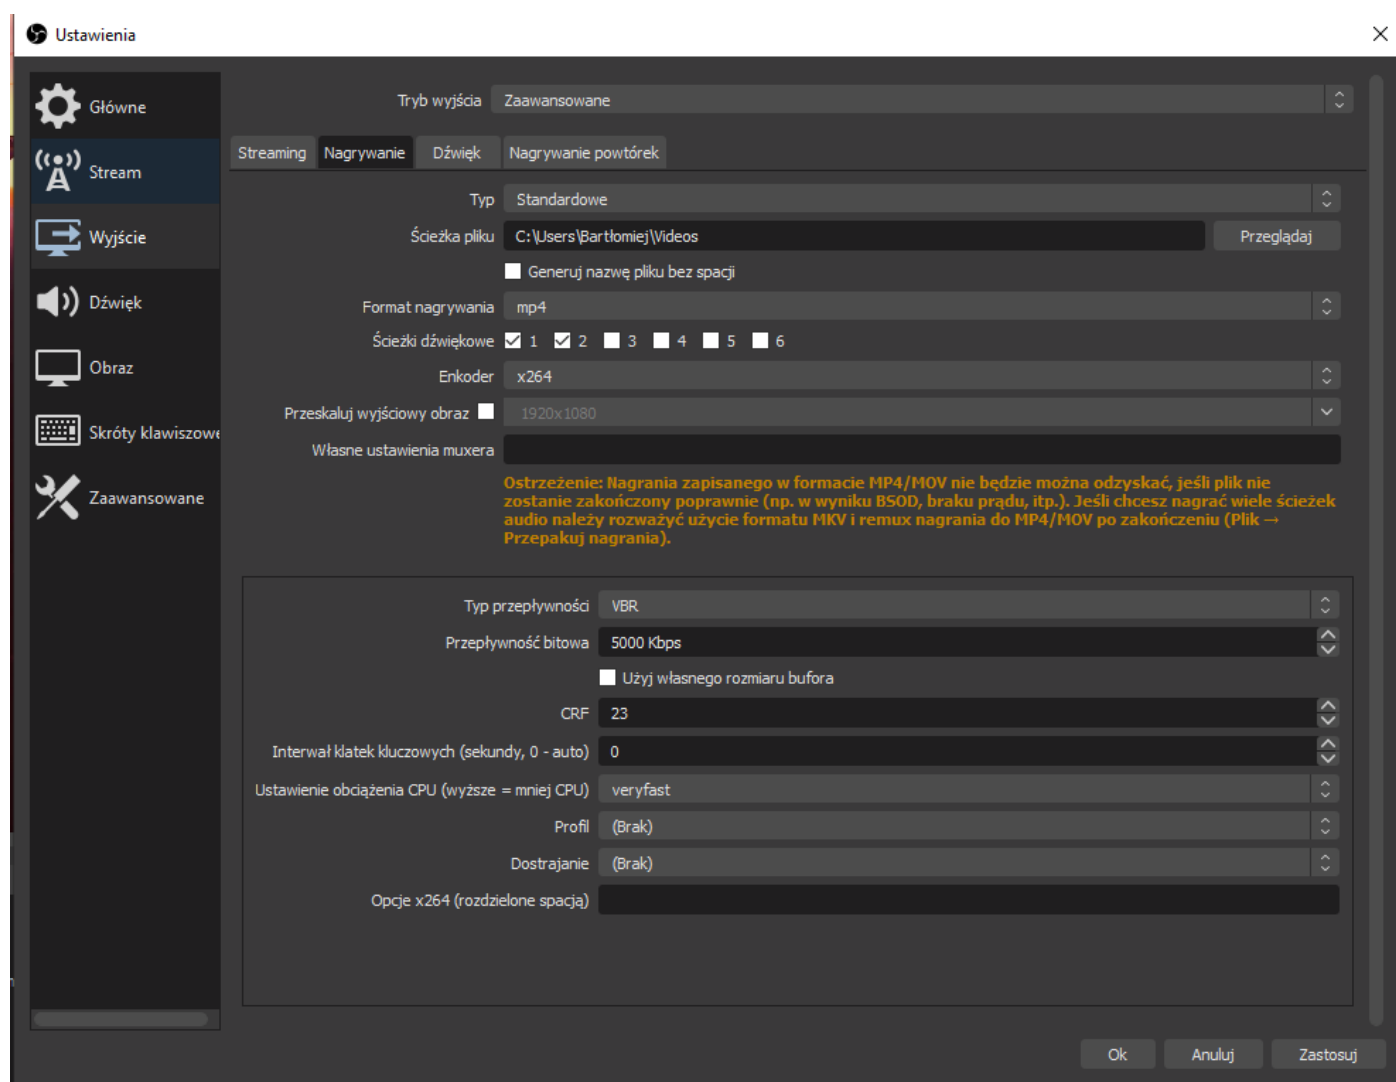 Ustawienia
Główne
Stream
Wyjście
Dźwięk
Obraz
Skróty klawiszowe
Zaawansowane
Tryb wyjścia Zaawansowane
Streaming Nagrywanie Dźwięk Nagrywanie powtórek
Typ Standardowe
Ścieżka pliku C:\Users\Bartłomiej\Videos Przeglądaj
Generuj nazwę pliku bez spacji
Format nagrywania mp4
Ścieżki dźwiękowe 1 2 3 4 5 6
Enkoder x264
Przeskaluj wyjściowy obraz 1920x1080
Własne ustawienia muxera
Ostrzeżenie: Nagrania zapisanego w formacie MP4/MOV nie będzie można odzyskać, jeśli plik nie
zostanie zakończony poprawnie (np. w wyniku BSOD, braku prądu, itp.). Jeśli chcesz nagrać wiele ścieżek
audio należy rozważyć użycie formatu MKV i remux nagrania do MP4/MOV po zakończeniu (Plik →
Przepakuj nagrania).
Typ przepływności VBR
Przepływność bitowa 5000 Kbps
Użyj własnego rozmiaru bufora
CRF 23
Interwał klatek kluczowych (sekundy, 0 - auto) 0
Ustawienie obciążenia CPU (wyższe = mniej CPU) veryfast
Profil (Brak)
Dostrajanie (Brak)
Opcje x264 (rozdzielone spacją)
Ok Anuluj Zastosuj